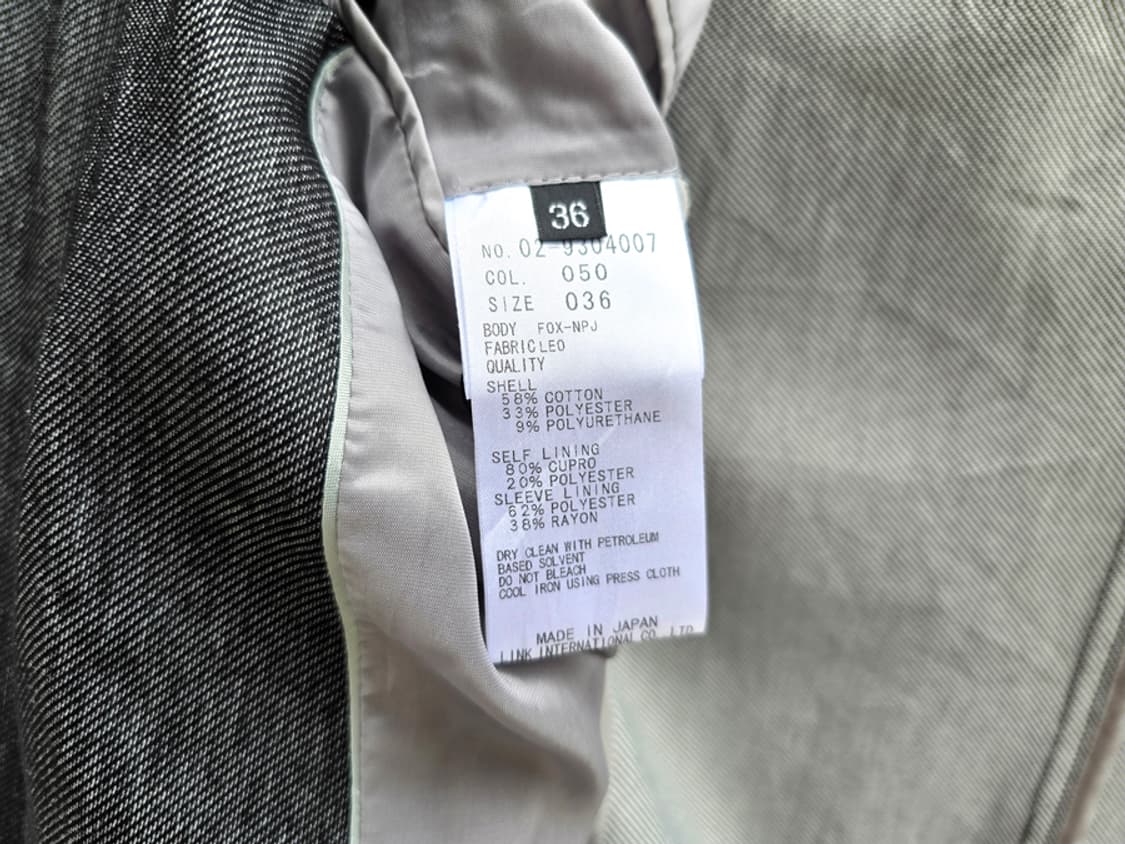 36
NO. 02-9304007
COL. 050
SIZE 036
BODY FOX-NPJ
FABRIC LEO
QUALITY
SHELL
58% COTTON
33% POLYESTER
9% POLYURETHANE
SELF LINING
80% CUPRO
20% POLYESTER
SLEEVE LINING
62% POLYESTER
38% RAYON
DRY CLEAN WITH PETROLEUM
BASED SOLVENT
DO NOT BLEACH
COOL IRON USING PRESS CLOTH
MADE IN JAPAN
LINK INTERNATIONAL CO., LTD.